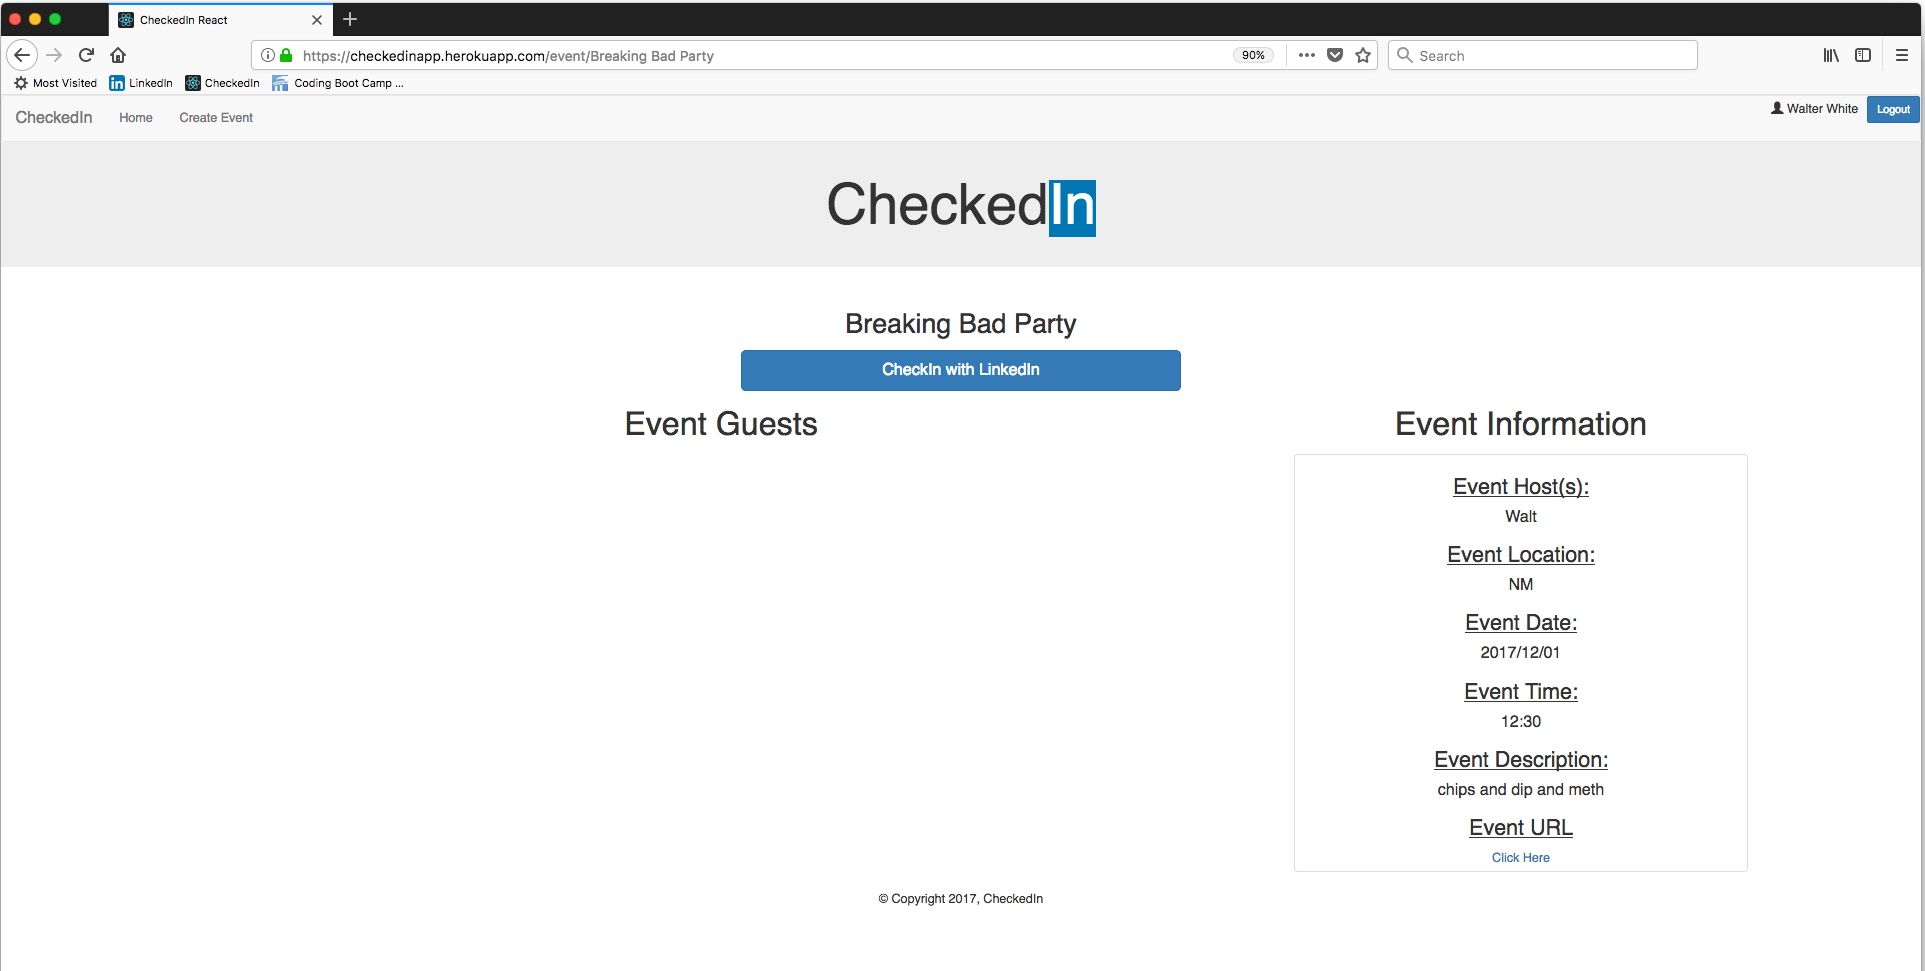 CheckedIn React
https://checkedinapp.herokuapp.com/event/Breaking Bad Party
90%
Search
Most Visited
LinkedIn
CheckedIn
Coding Boot Camp ...
CheckedIn
Home
Create Event
Walter White
Logout
CheckedIn
Breaking Bad Party
CheckIn with LinkedIn
Event Guests
Event Information
Event Host(s):
Walt
Event Location:
NM
Event Date:
2017/12/01
Event Time:
12:30
Event Description:
chips and dip and meth
Event URL
Click Here
© Copyright 2017, CheckedIn